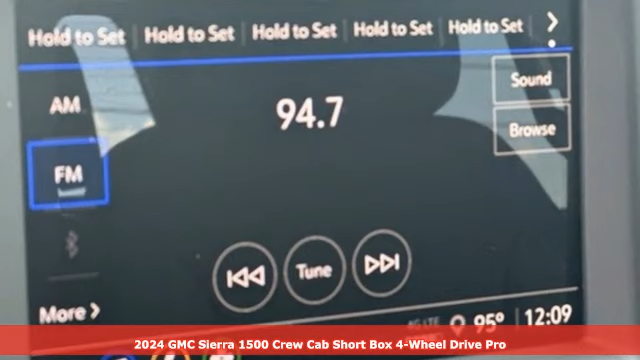 Hold to Set Hold to Set Hold to Set Hold to Set Hold to Set
AM
94.7
Sound
Browse
FM
Tune
More
4G LTE 95° 12:09
2024 GMC Sierra 1500 Crew Cab Short Box 4-Wheel Drive Pro